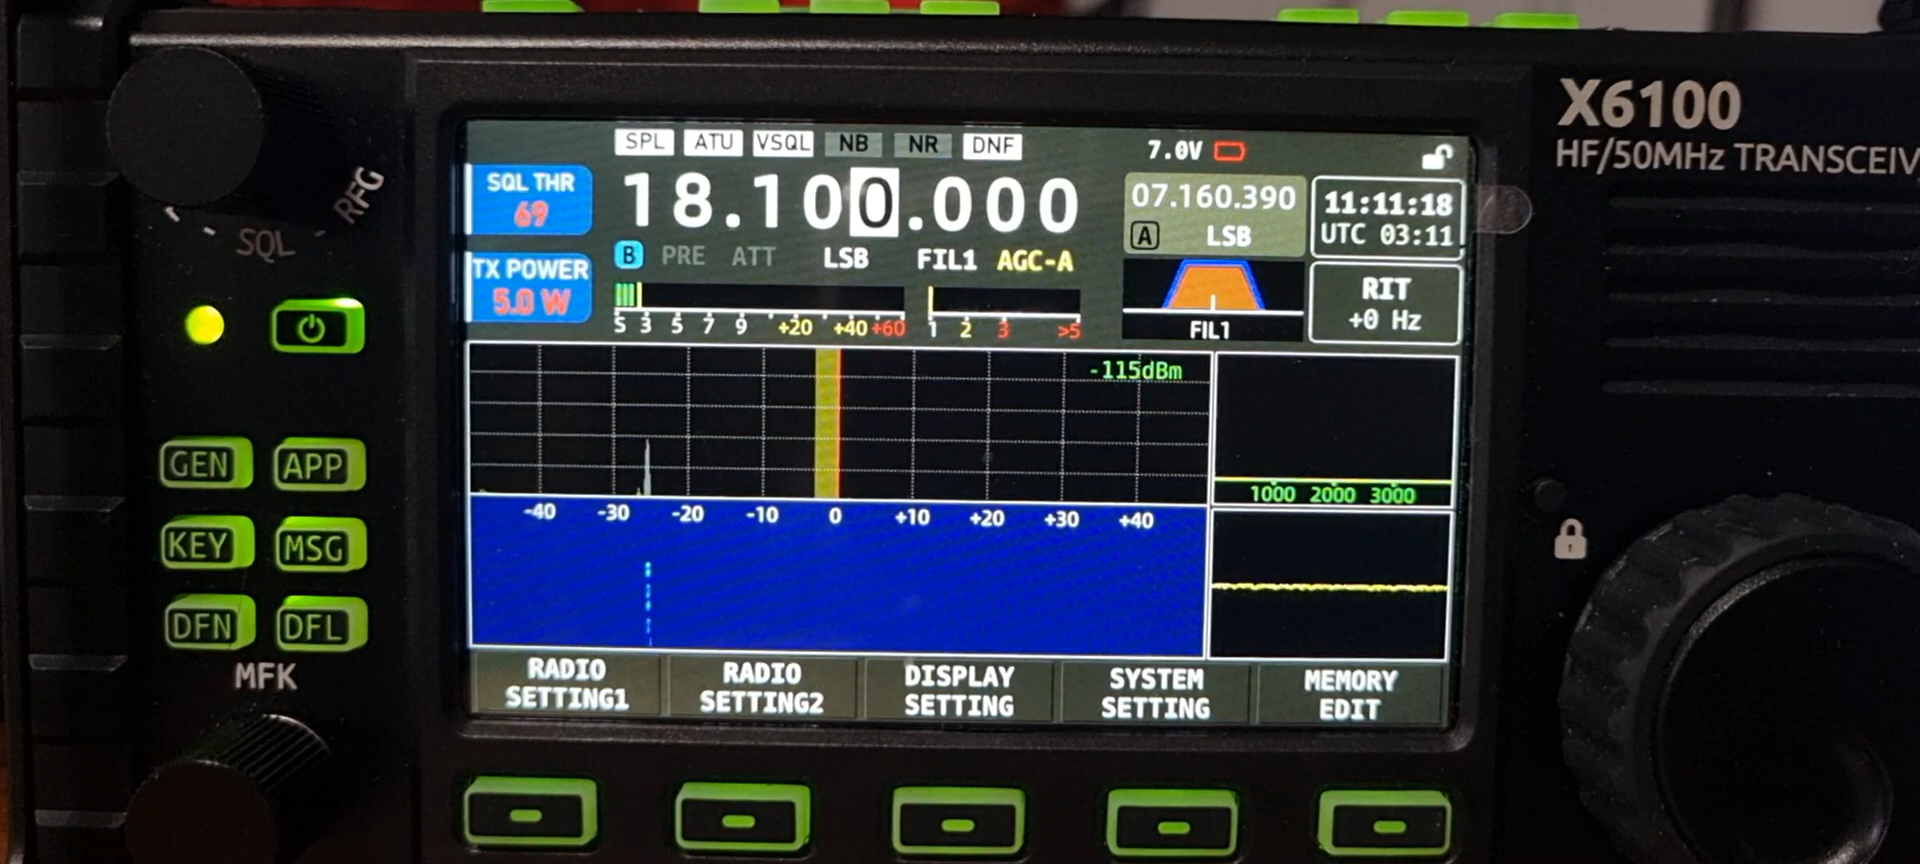 X6100
HF/50MHz TRANSCEIV
SPL ATU VSQL NB NR DNF 7.0V
SQL THR
69
18.100.000
07.160.390
A LSB
11:11:18
UTC 03:11
B PRE ATT LSB FIL1 AGC-A
TX POWER
5.0 W
S 3 5 7 9 +20 +40 +60 1 2 3 >5
FIL1
RIT
+0 Hz
-115dBm
1000 2000 3000
-40 -30 -20 -10 0 +10 +20 +30 +40
RADIO SETTING1
RADIO SETTING2
DISPLAY SETTING
SYSTEM SETTING
MEMORY EDIT
RFG
SQL
GEN APP
KEY MSG
DFN DFL
MFK